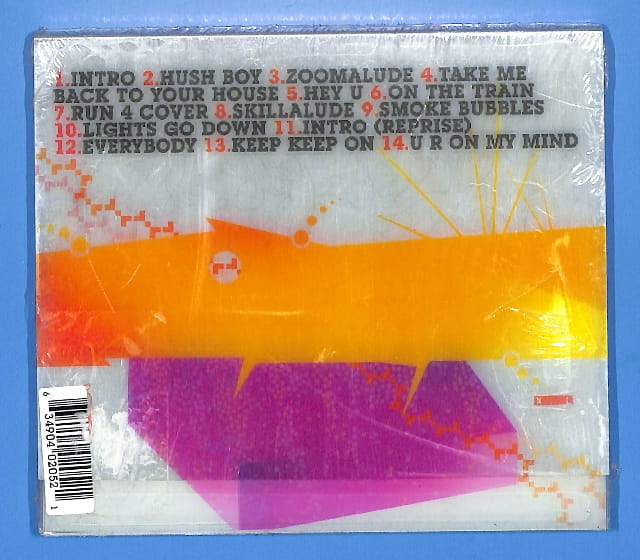 1.INTRO 2.HUSH BOY 3.ZOOMALUDE 4.TAKE ME
BACK TO YOUR HOUSE 5.HEY U 6.ON THE TRAIN
7.RUN 4 COVER 8.SKILLALUDE 9.SMOKE BUBBLES
10.LIGHTS GO DOWN 11.INTRO (REPRISE)
12.EVERYBODY 13.KEEP KEEP ON 14.U R ON MY MIND
6 34904 02052 1